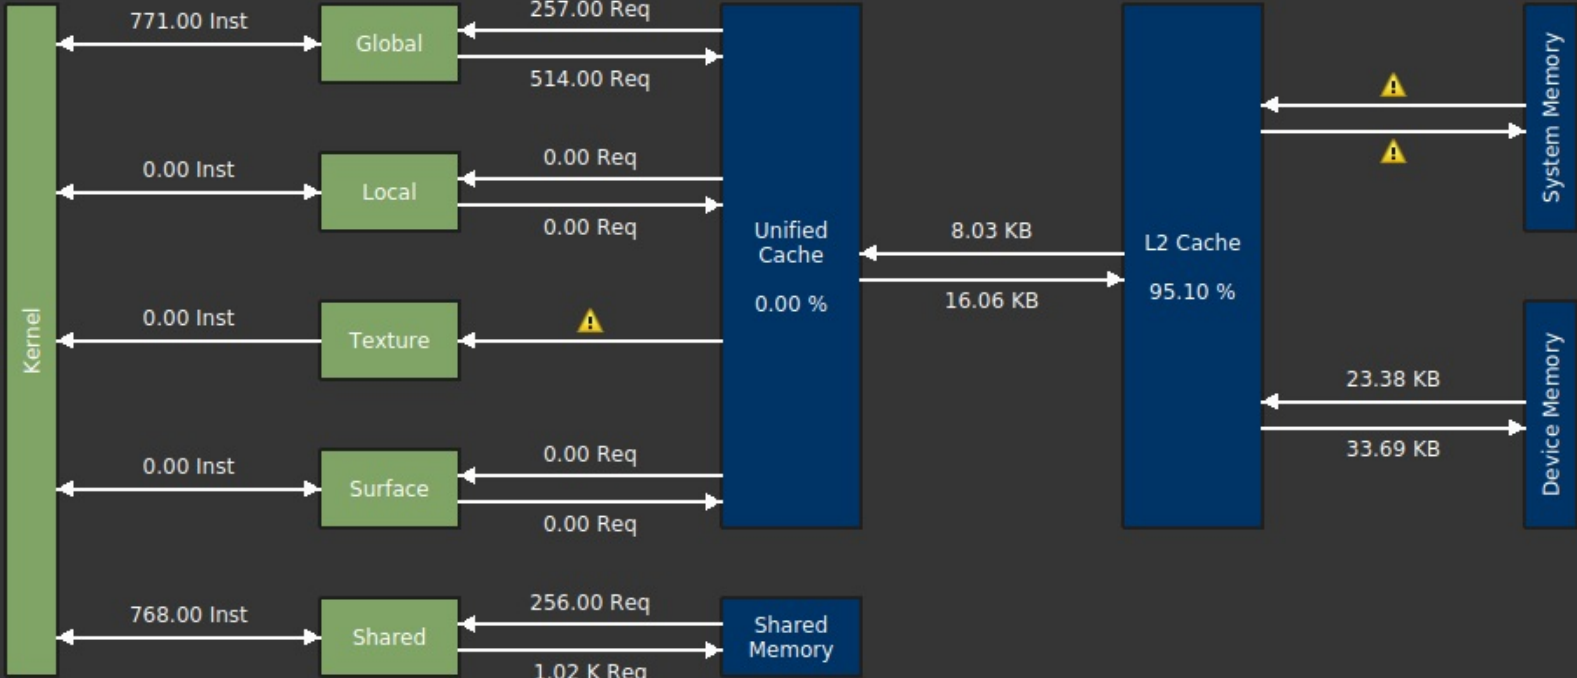 257.00 Req
771.00 Inst
Global
514.00 Req
0.00 Req
0.00 Inst
Local
0.00 Req
Unified
Cache
0.00 %
8.03 KB
16.06 KB
L2 Cache
95.10 %
System Memory
Kernel
0.00 Inst
Texture
23.38 KB
33.69 KB
Device Memory
0.00 Req
0.00 Inst
Surface
0.00 Req
256.00 Req
768.00 Inst
Shared
1.02 K Req
Shared
Memory